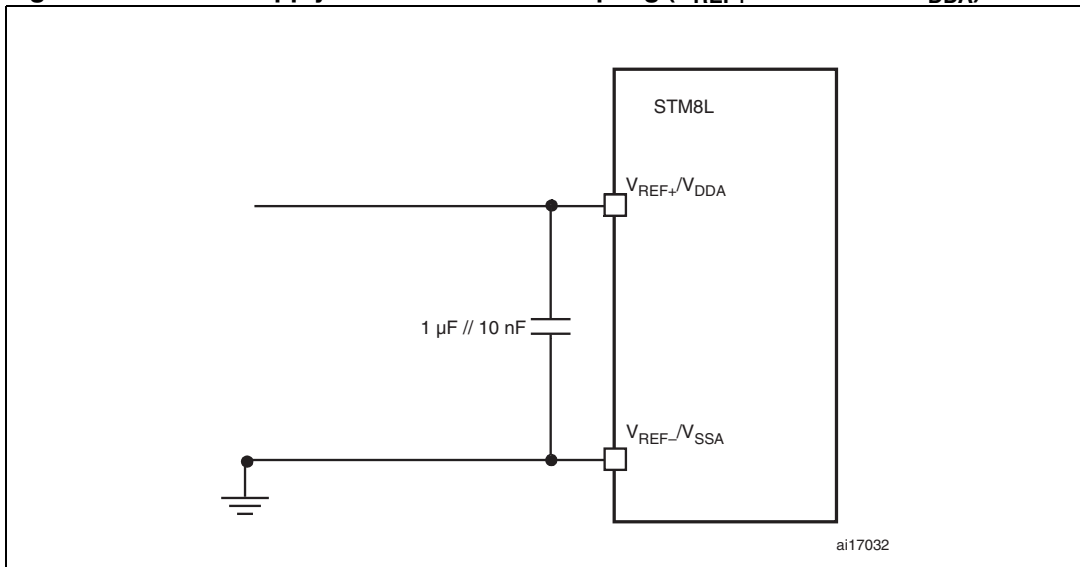 STM8L
VREF+/VDDA
1 µF // 10 nF
VREF–/VSSA
ai17032